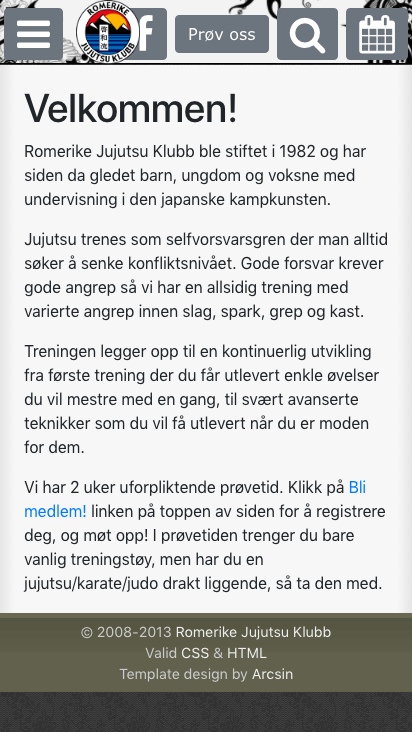 ROMERIKE
JUJUTSU KLUBB
f
Prøv oss
Velkommen!
Romerike Jujutsu Klubb ble stiftet i 1982 og har
siden da gledet barn, ungdom og voksne med
undervisning i den japanske kampkunsten.
Jujutsu trenes som selfvorsvarsgren der man alltid
søker å senke konfliktsnivået. Gode forsvar krever
gode angrep så vi har en allsidig trening med
varierte angrep innen slag, spark, grep og kast.
Treningen legger opp til en kontinuerlig utvikling
fra første trening der du får utlevert enkle øvelser
du vil mestre med en gang, til svært avanserte
teknikker som du vil få utlevert når du er moden
for dem.
Vi har 2 uker uforpliktende prøvetid. Klikk på Bli
medlem! linken på toppen av siden for å registrere
deg, og møt opp! I prøvetiden trenger du bare
vanlig treningstøy, men har du en
jujutsu/karate/judo drakt liggende, så ta den med.
© 2008-2013 Romerike Jujutsu Klubb
Valid CSS & HTML
Template design by Arcsin